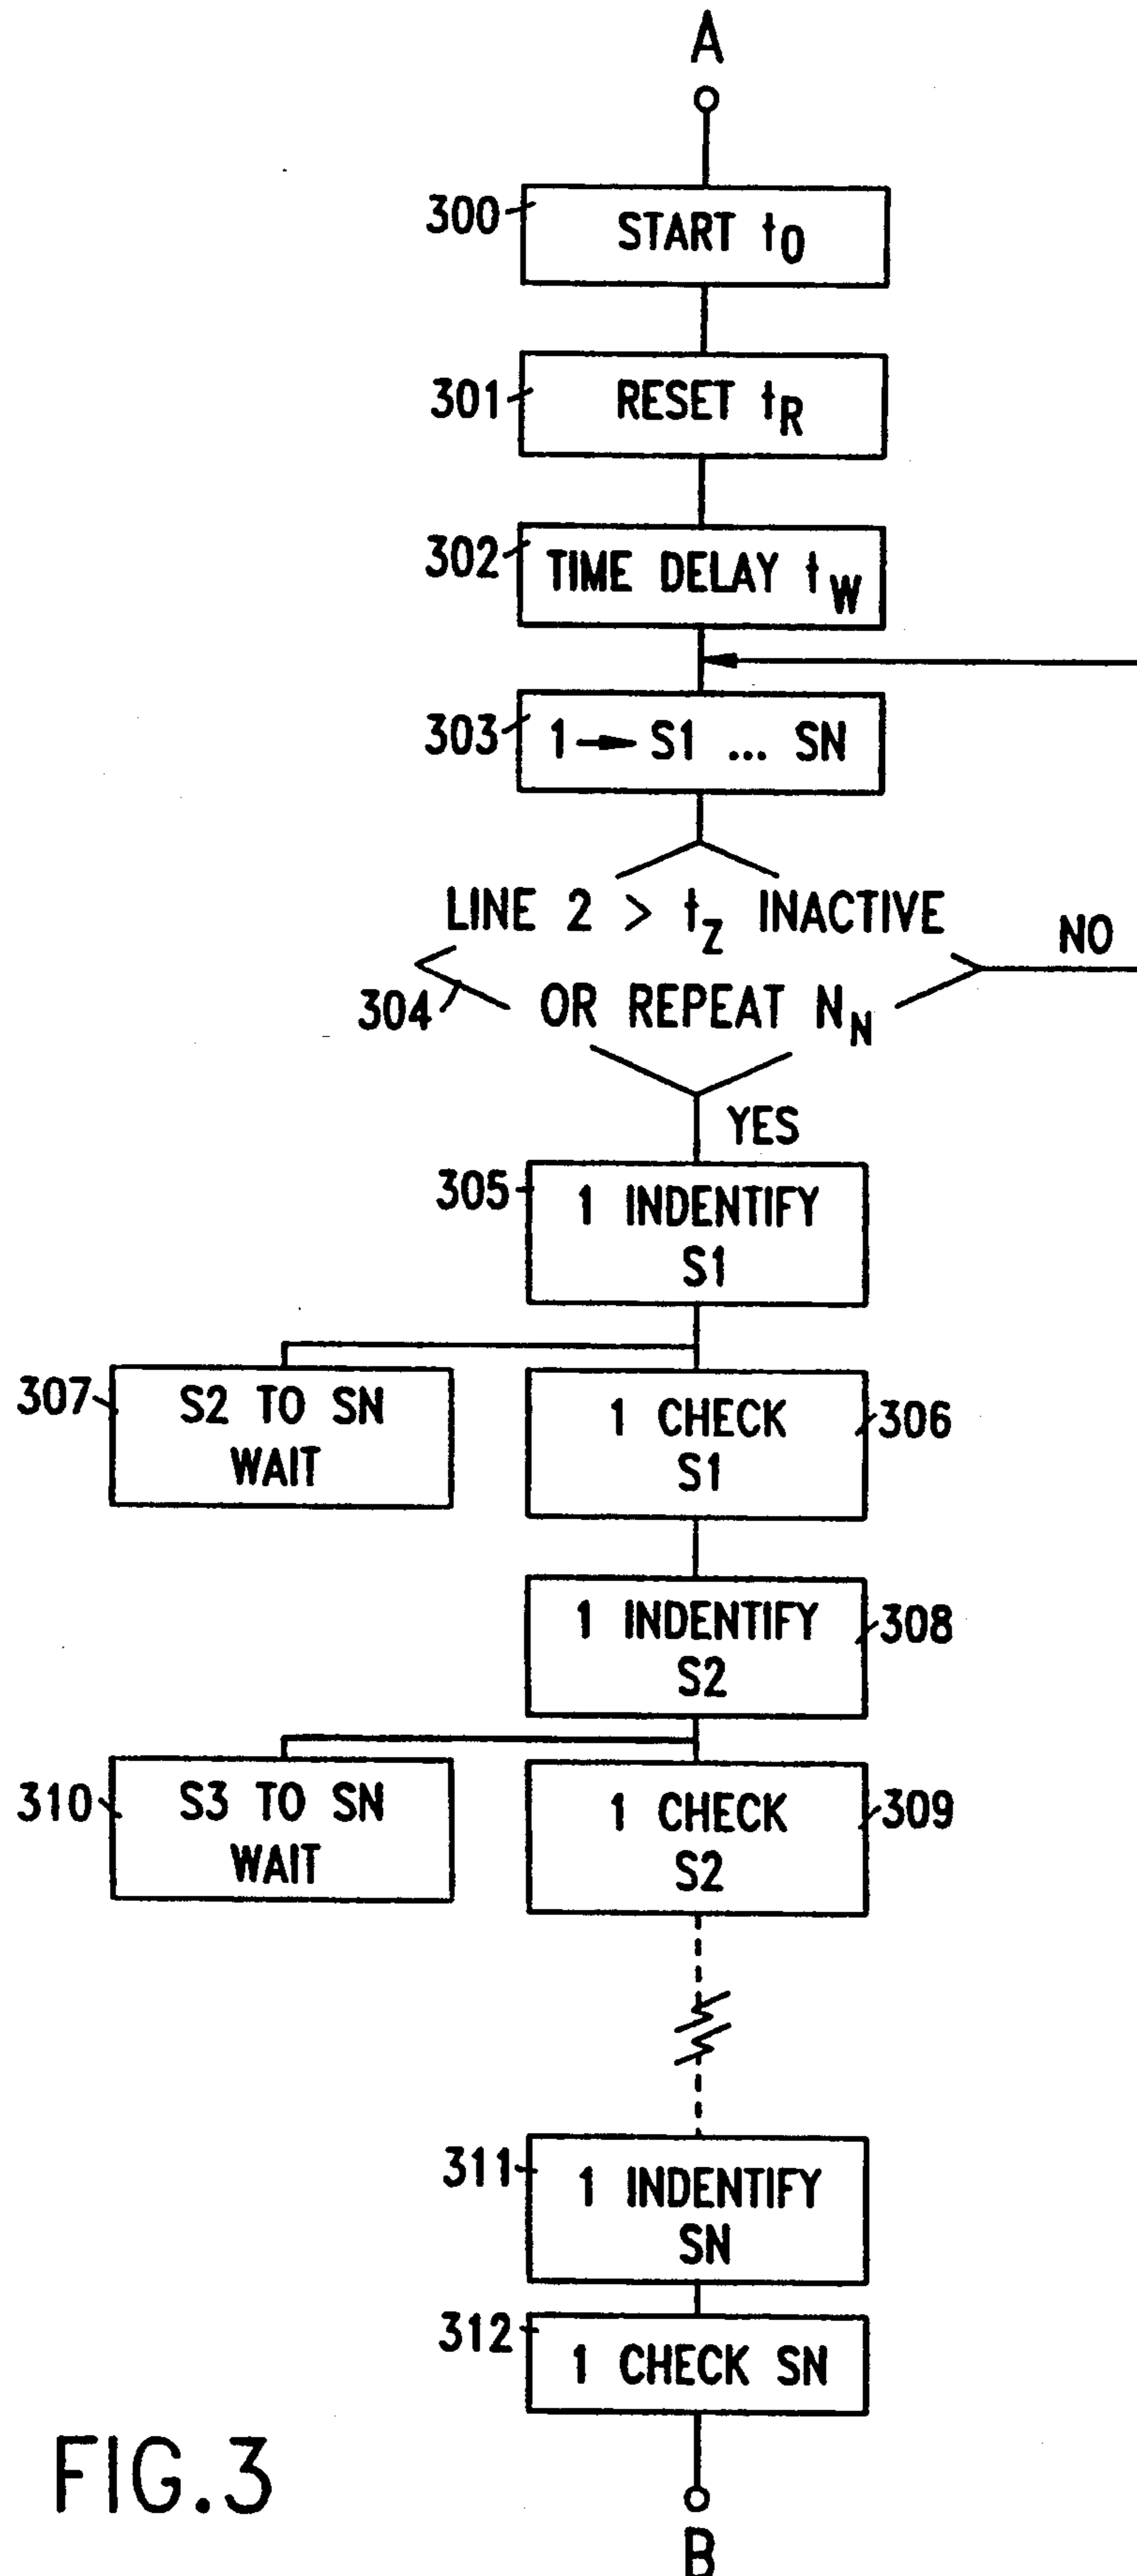 A
300
START t0
301
RESET tR
302
TIME DELAY tW
303
1 → S1 ... SN
LINE 2 > tZ INACTIVE
NO
304
OR REPEAT NN
YES
305
1 INDENTIFY
S1
307
S2 TO SN
WAIT
1 CHECK
S1
306
1 INDENTIFY
S2
308
310
S3 TO SN
WAIT
1 CHECK
S2
309
311
1 INDENTIFY
SN
312
1 CHECK SN
FIG.3
B